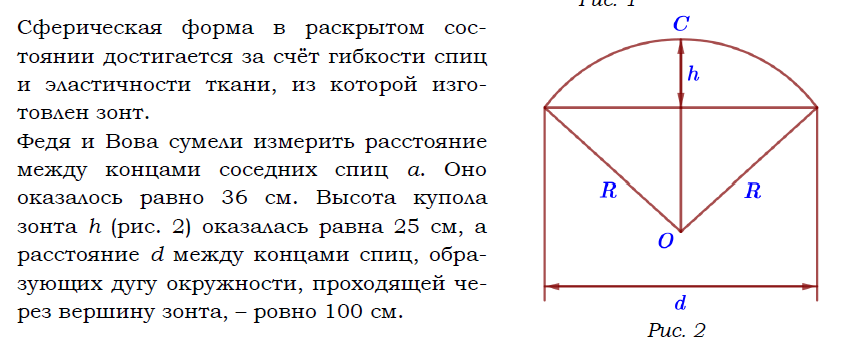 Рис. 1
Сферическая форма в раскрытом сос-
тоянии достигается за счёт гибкости спиц
и эластичности ткани, из которой изго-
товлен зонт.
Федя и Вова сумели измерить расстояние
между концами соседних спиц a. Оно
оказалось равно 36 см. Высота купола
зонта h (рис. 2) оказалась равна 25 см, а
расстояние d между концами спиц, обра-
зующих дугу окружности, проходящей че-
рез вершину зонта, – ровно 100 см.
C
h
R
R
O
d
Рис. 2